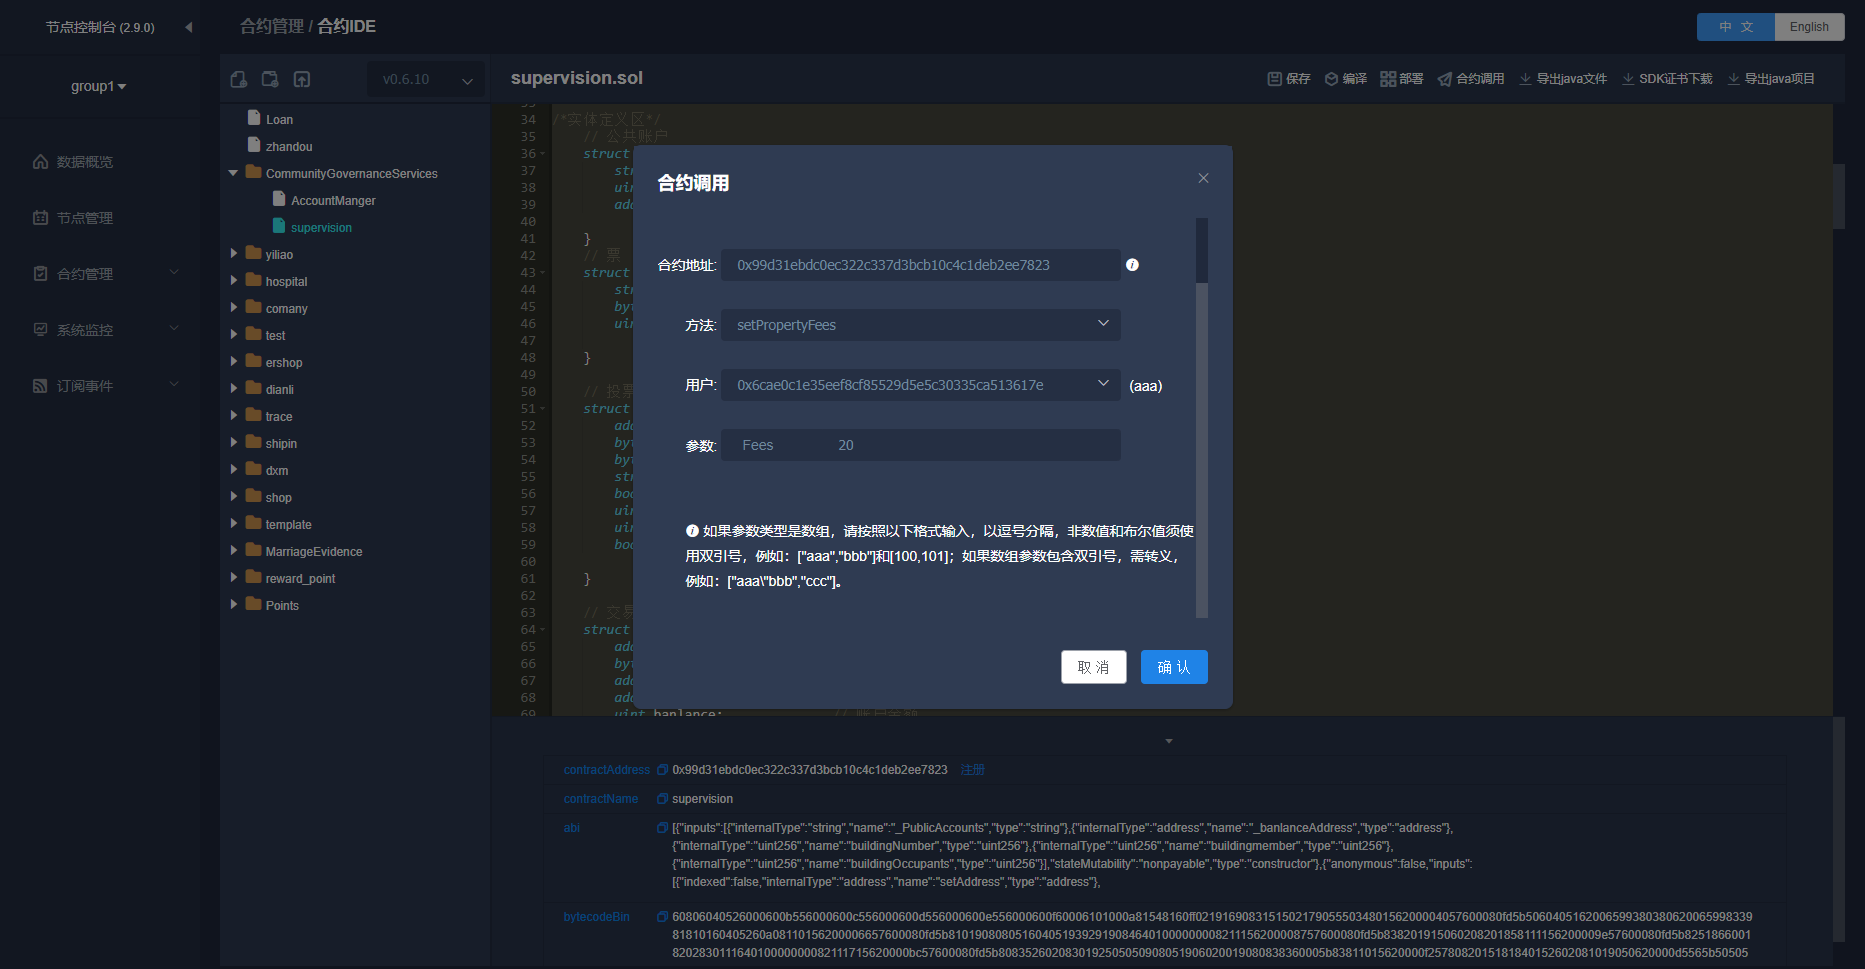 节点控制台 (2.9.0)
合约管理 / 合约IDE
中 文
English
group1
数据概览
节点管理
合约管理
系统监控
订阅事件
v0.6.10
Loan
zhandou
CommunityGovernanceServices
AccountManger
supervision
yiliao
hospital
comany
test
ershop
dianli
trace
shipin
dxm
shop
template
MarriageEvidence
reward_point
Points
supervision.sol
保存
编译
部署
合约调用
导出java文件
SDK证书下载
导出java项目
33
34 /*实体定义区*/
35 // 公共账户
36 struct
37 str
38 uin
39 add
40
41 }
42 // 票
43 struct
44 str
45 byt
46 uin
47
48 }
49
50 // 投票
51 struct
52 add
53 byt
54 byt
55 str
56 boo
57 uin
58 uin
59 boo
60
61 }
62
63 // 交易
64 struct
65 add
66 byt
67 add
68 add
69 uint banlance; // 账户余额
合约调用
合约地址: 0x99d31ebdc0ec322c337d3bcb10c4c1deb2ee7823
方法: setPropertyFees
用户: 0x6cae0c1e35eef8cf85529d5e5c30335ca513617e (aaa)
参数: Fees 20
如果参数类型是数组，请按照以下格式输入，以逗号分隔，非数值和布尔值须使
用双引号，例如：["aaa","bbb"]和[100,101]；如果数组参数包含双引号，需转义，
例如：["aaa\"bbb","ccc"]。
取 消
确 认
contractAddress 0x99d31ebdc0ec322c337d3bcb10c4c1deb2ee7823 注册
contractName supervision
abi [{"inputs":[{"internalType":"string","name":"_PublicAccounts","type":"string"},{"internalType":"address","name":"_banlanceAddress","type":"address"},
{"internalType":"uint256","name":"buildingNumber","type":"uint256"},{"internalType":"uint256","name":"buildingmember","type":"uint256"},
{"internalType":"uint256","name":"buildingOccupants","type":"uint256"}],"stateMutability":"nonpayable","type":"constructor"},{"anonymous":false,"inputs":
[{"indexed":false,"internalType":"address","name":"setAddress","type":"address"},
bytecodeBin